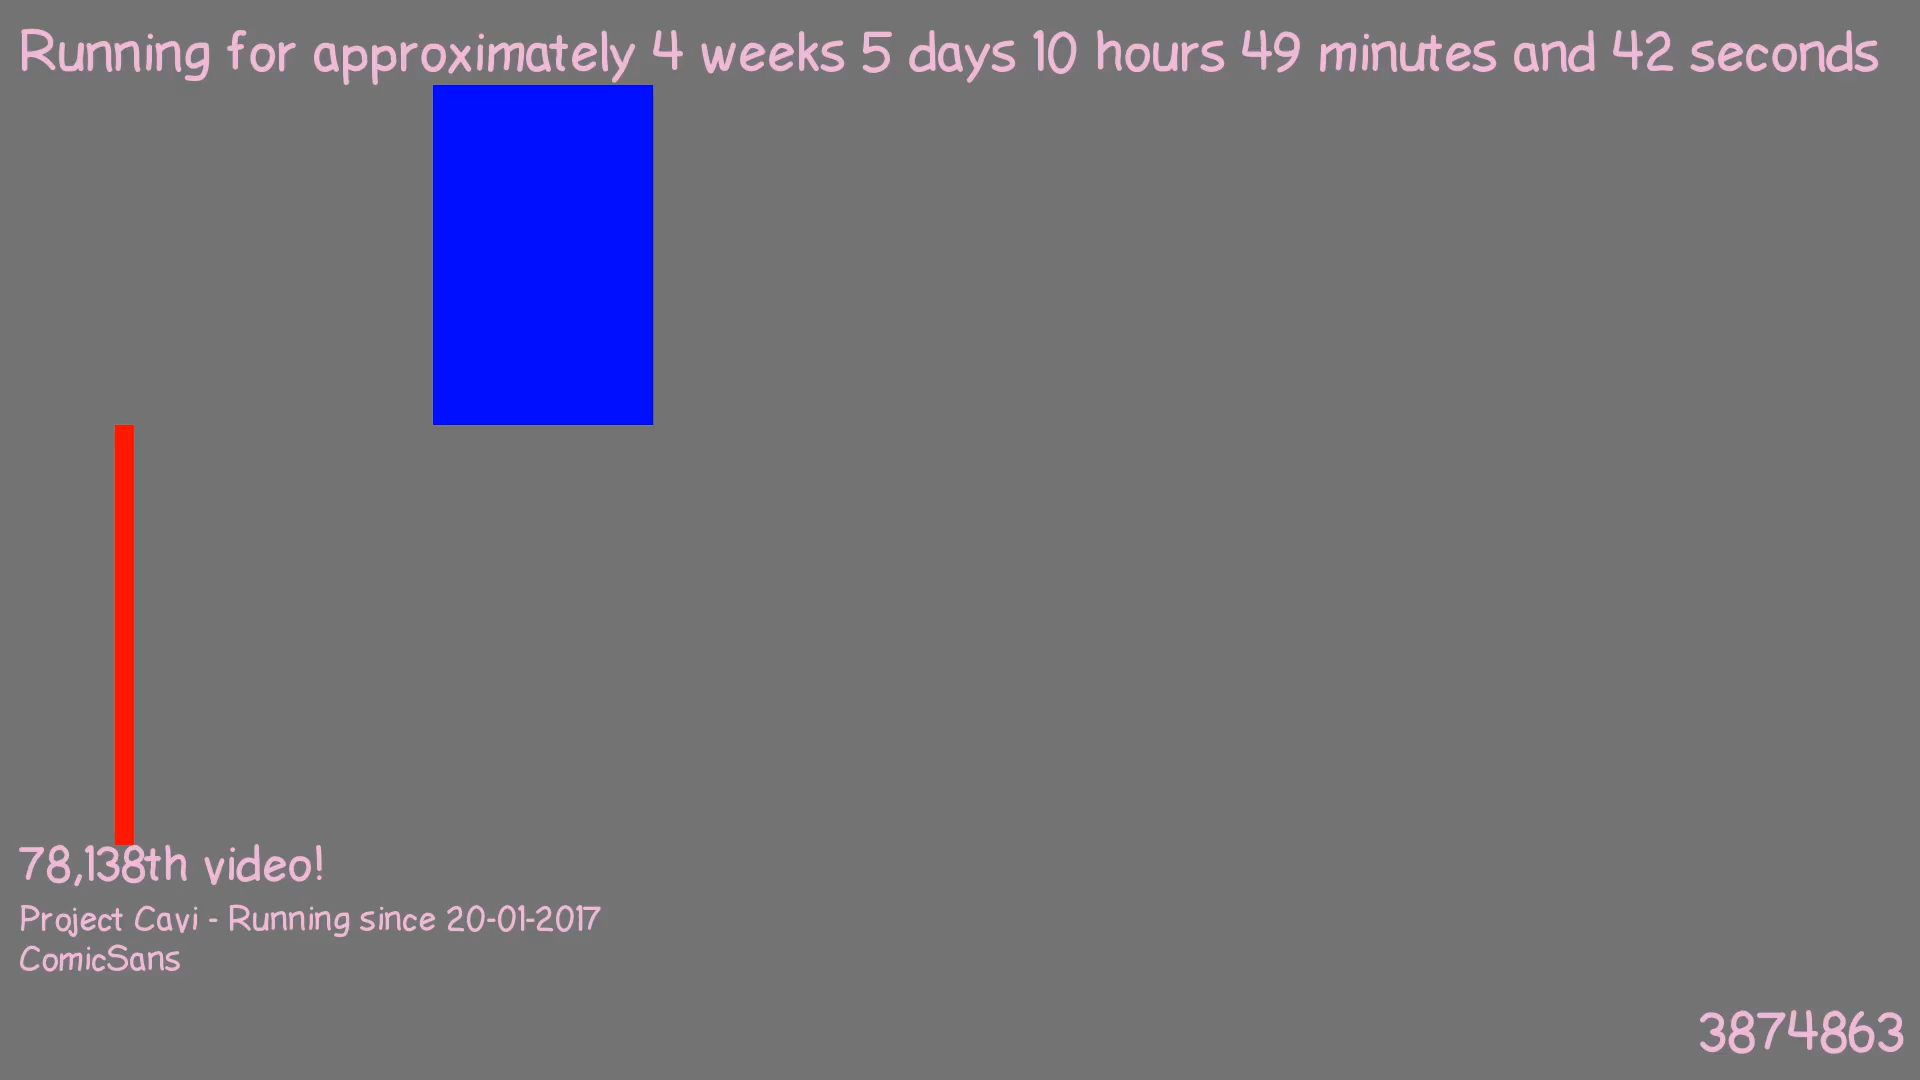 Running for approximately 4 weeks 5 days 10 hours 49 minutes and 42 seconds
78,138th video!
Project Cavi - Running since 20-01-2017
ComicSans
3874863